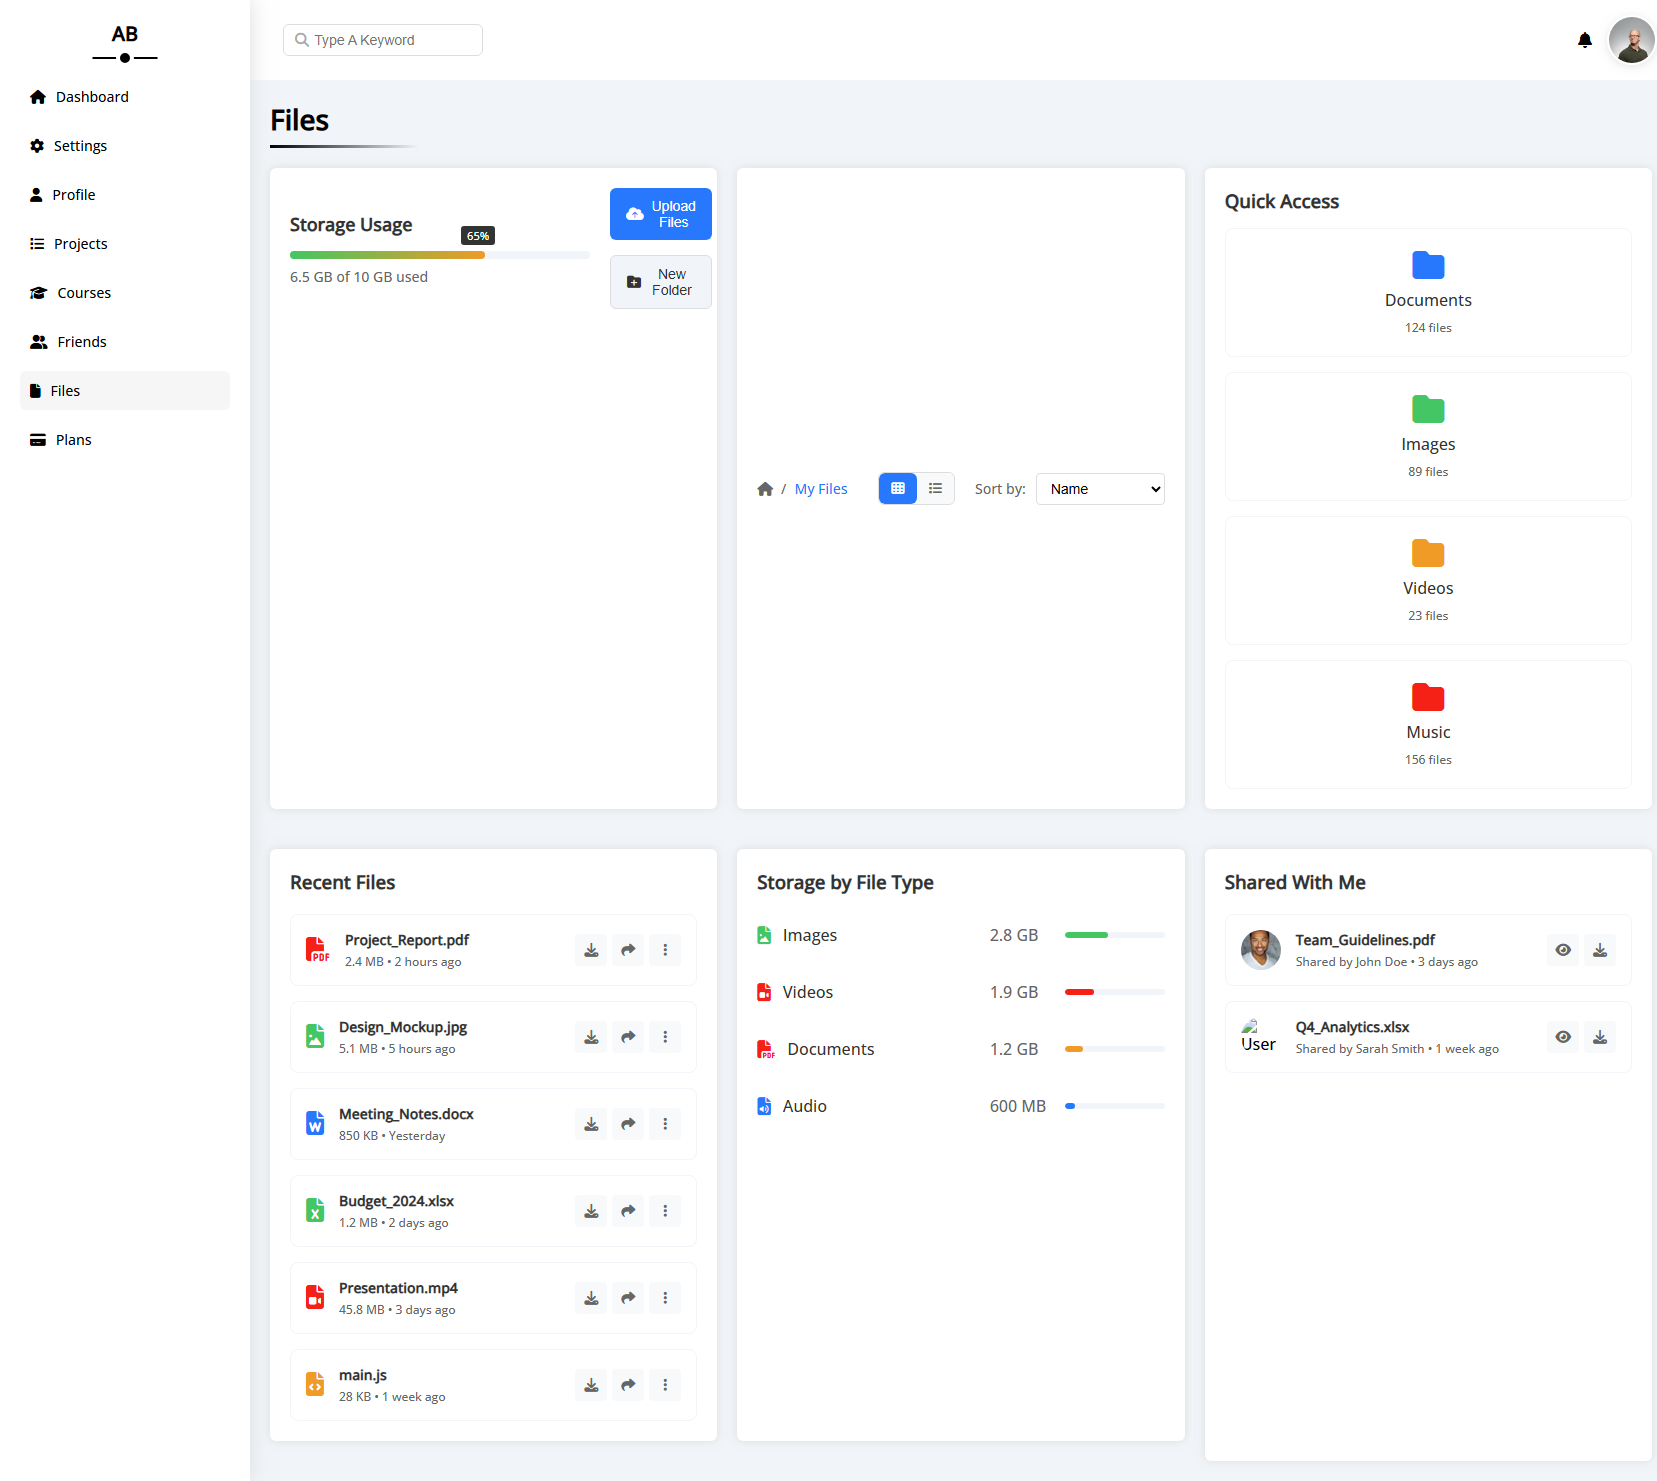 AB
Dashboard
Settings
Profile
Projects
Courses
Friends
Files
Plans
Type A Keyword
Files
Storage Usage
65%
6.5 GB of 10 GB used
Upload
Files
New
Folder
/ My Files
Sort by: Name
Quick Access
Documents
124 files
Images
89 files
Videos
23 files
Music
156 files
Recent Files
Project_Report.pdf
2.4 MB • 2 hours ago
Design_Mockup.jpg
5.1 MB • 5 hours ago
Meeting_Notes.docx
850 KB • Yesterday
Budget_2024.xlsx
1.2 MB • 2 days ago
Presentation.mp4
45.8 MB • 3 days ago
main.js
28 KB • 1 week ago
Storage by File Type
Images 2.8 GB
Videos 1.9 GB
Documents 1.2 GB
Audio 600 MB
Shared With Me
Team_Guidelines.pdf
Shared by John Doe • 3 days ago
User
Q4_Analytics.xlsx
Shared by Sarah Smith • 1 week ago